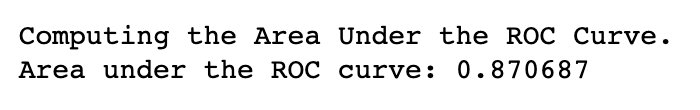 Computing the Area Under the ROC Curve.
Area under the ROC curve: 0.870687